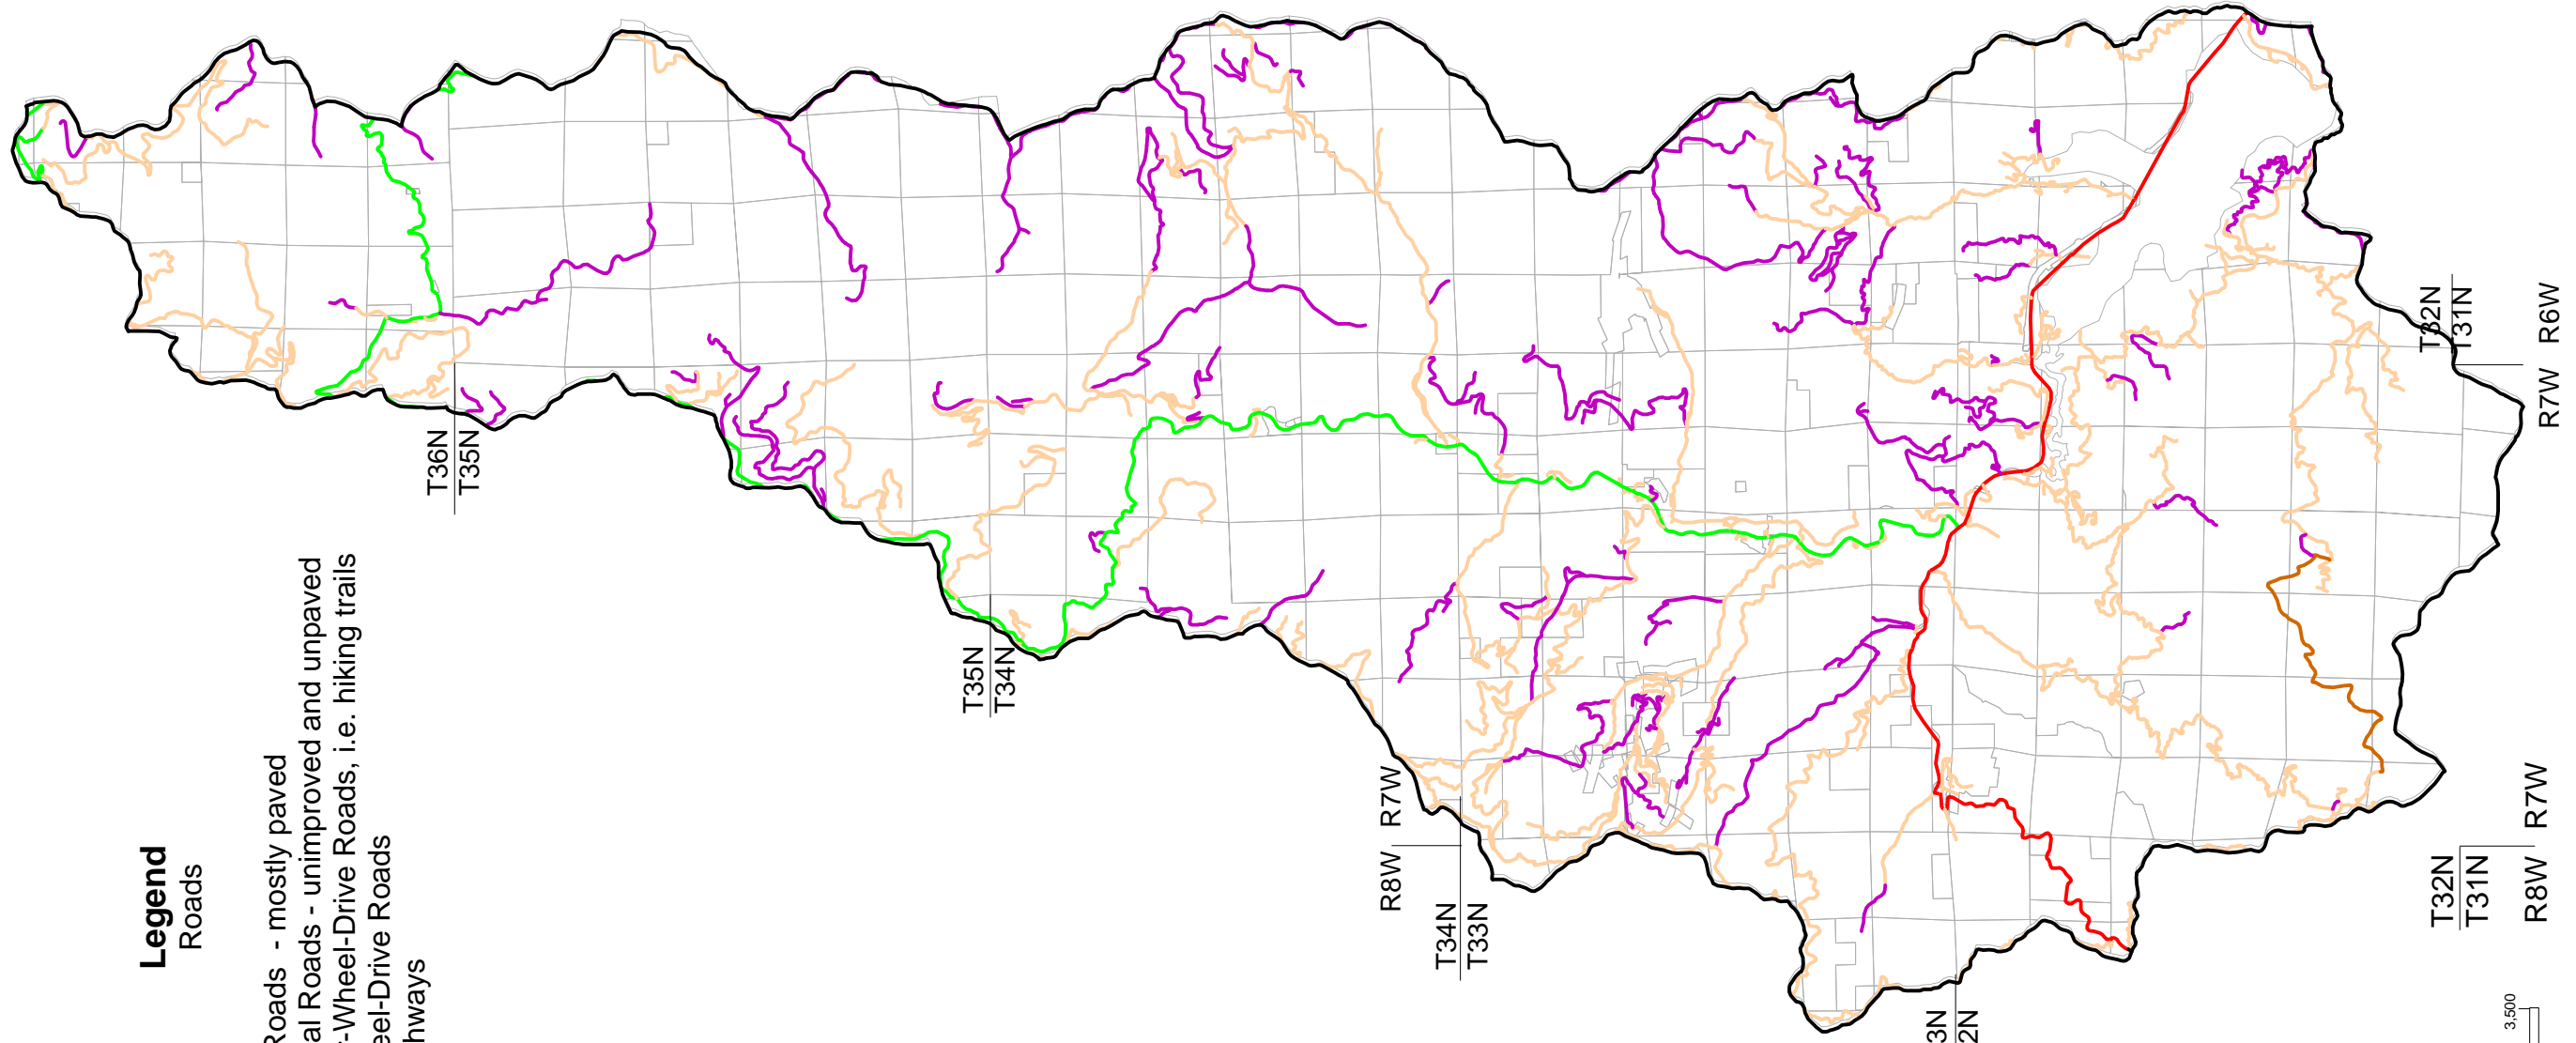 Legend
Roads
Roads - mostly paved
al Roads - unimproved and unpaved
-Wheel-Drive Roads, i.e. hiking trails
eel-Drive Roads
hways
T36N
T35N
T35N
T34N
R8W R7W
T34N
T33N
3N
2N
T32N
T31N
R7W R6W
T32N
T31N
R8W R7W
3,500